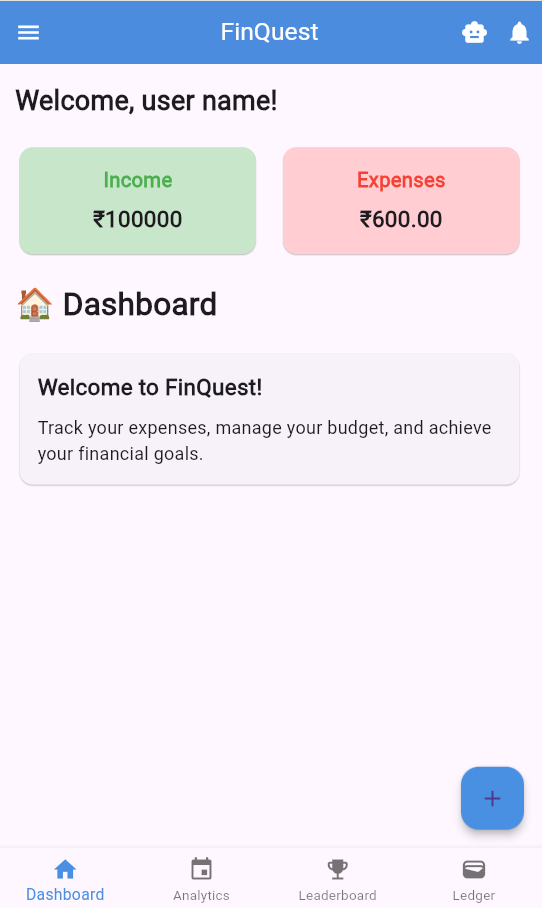 FinQuest
Welcome, user name!
Income
Expenses
₹100000
₹600.00
🏠 Dashboard
Welcome to FinQuest!
Track your expenses, manage your budget, and achieve
your financial goals.
+
Dashboard
Analytics
Leaderboard
Ledger